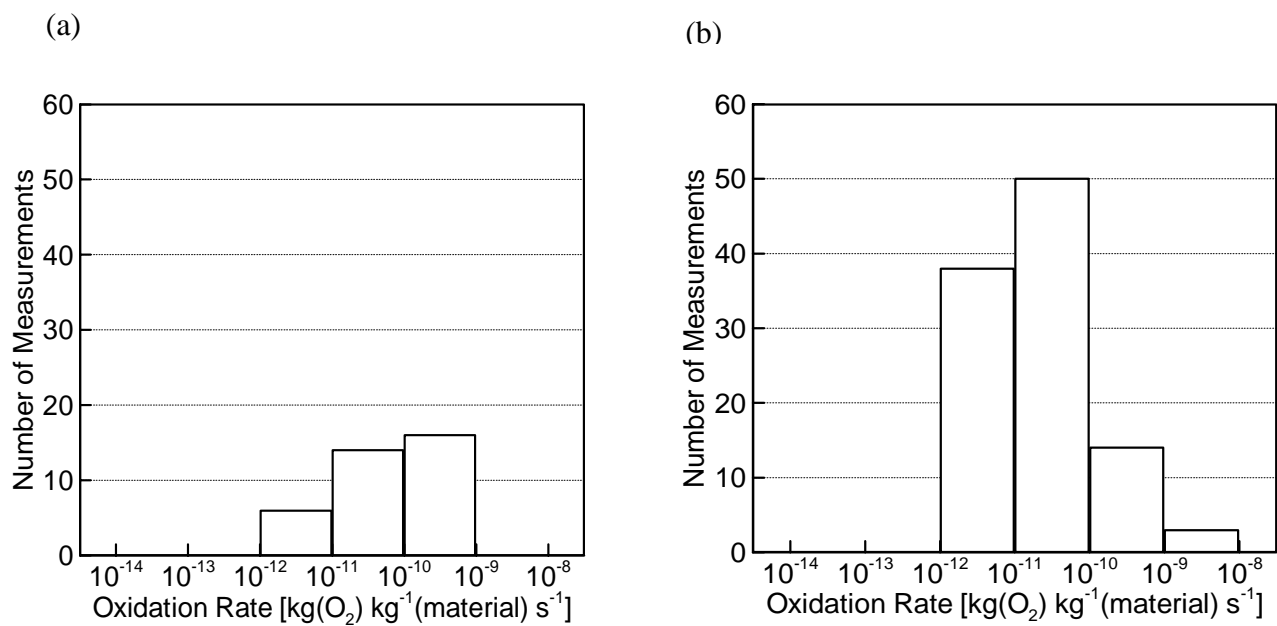 (a)
60
50
40
30
20
10
0
Number of Measurements
10⁻¹⁴ 10⁻¹³ 10⁻¹² 10⁻¹¹ 10⁻¹⁰ 10⁻⁹ 10⁻⁸
Oxidation Rate [kg(O₂) kg⁻¹(material) s⁻¹]
(b)
60
50
40
30
20
10
0
Number of Measurements
10⁻¹⁴ 10⁻¹³ 10⁻¹² 10⁻¹¹ 10⁻¹⁰ 10⁻⁹ 10⁻⁸
Oxidation Rate [kg(O₂) kg⁻¹(material) s⁻¹]